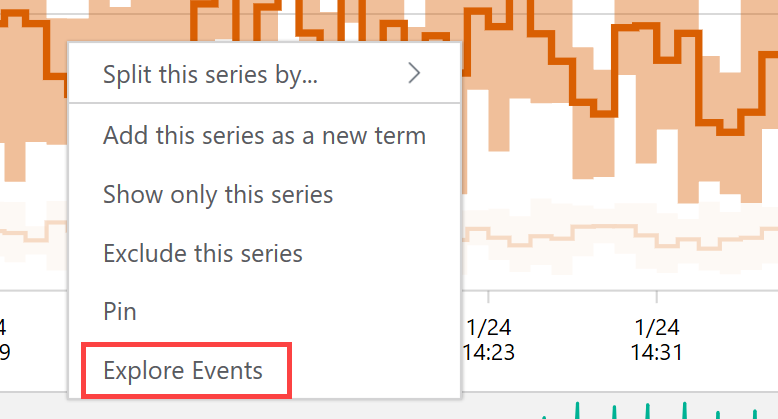 Split this series by...
Add this series as a new term
Show only this series
Exclude this series
Pin
Explore Events
4 1/24 1/24
9 14:23 14:31